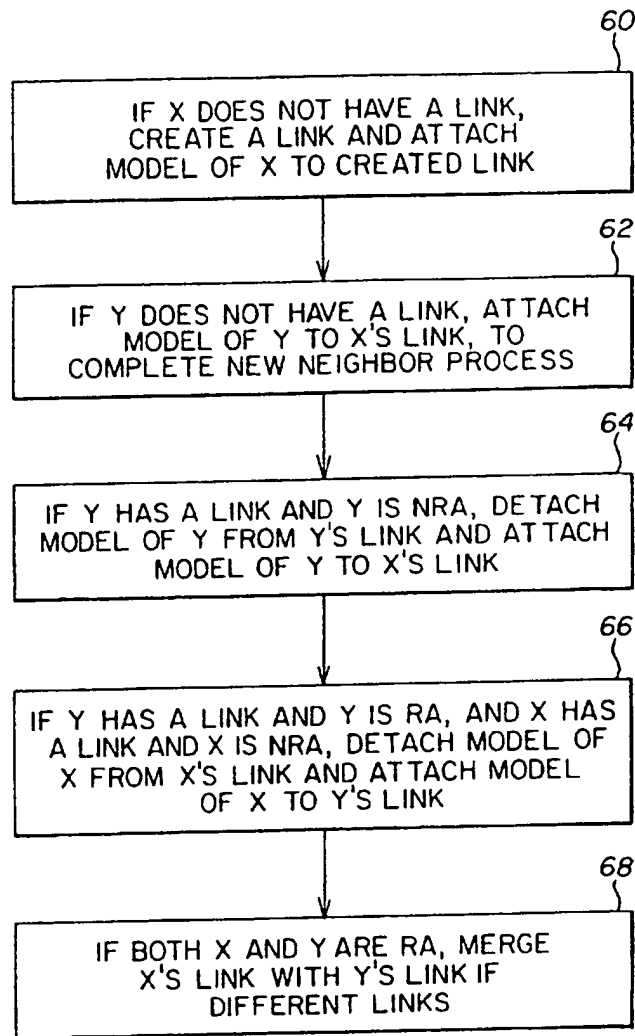 60
IF X DOES NOT HAVE A LINK,
CREATE A LINK AND ATTACH
MODEL OF X TO CREATED LINK
62
IF Y DOES NOT HAVE A LINK, ATTACH
MODEL OF Y TO X'S LINK, TO
COMPLETE NEW NEIGHBOR PROCESS
64
IF Y HAS A LINK AND Y IS NRA, DETACH
MODEL OF Y FROM Y'S LINK AND ATTACH
MODEL OF Y TO X'S LINK
66
IF Y HAS A LINK AND Y IS RA, AND X HAS
A LINK AND X IS NRA, DETACH MODEL OF
X FROM X'S LINK AND ATTACH MODEL
OF X TO Y'S LINK
68
IF BOTH X AND Y ARE RA, MERGE
X'S LINK WITH Y'S LINK IF
DIFFERENT LINKS